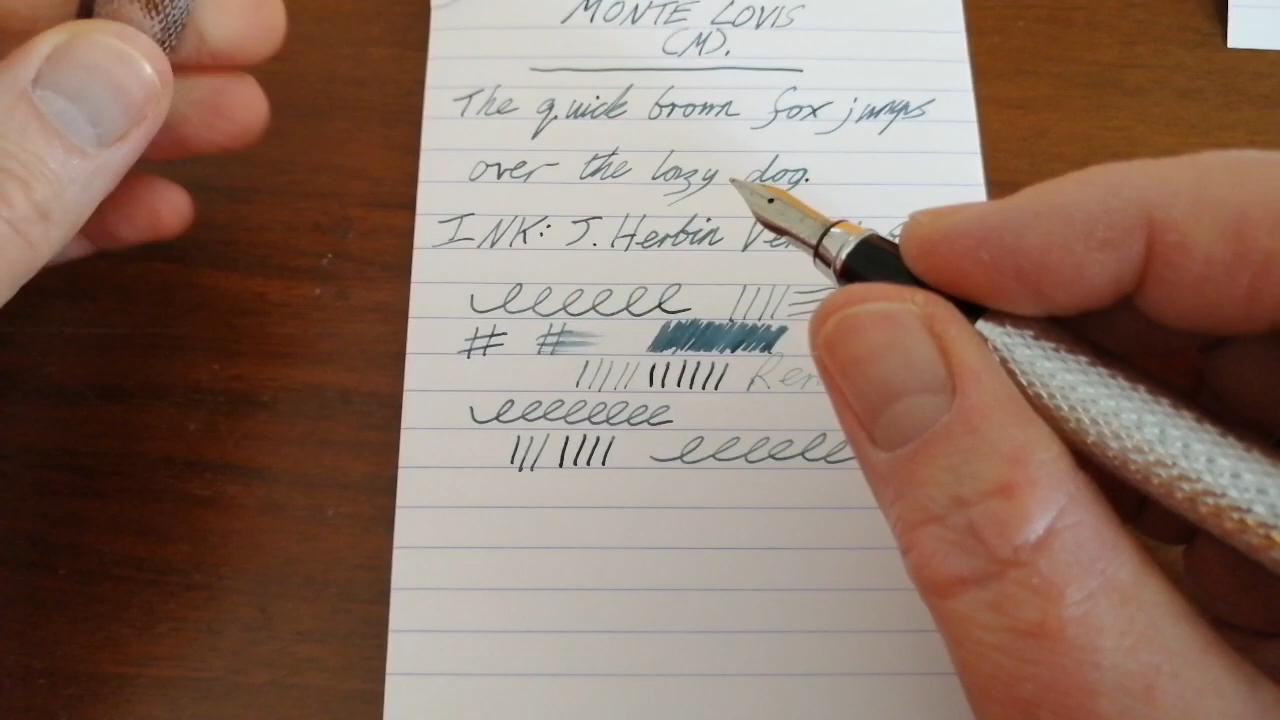 MONTE LOVIS
(M).
The quick brown fox jumps
over the lazy dog.
INK: J. Herbin
# #